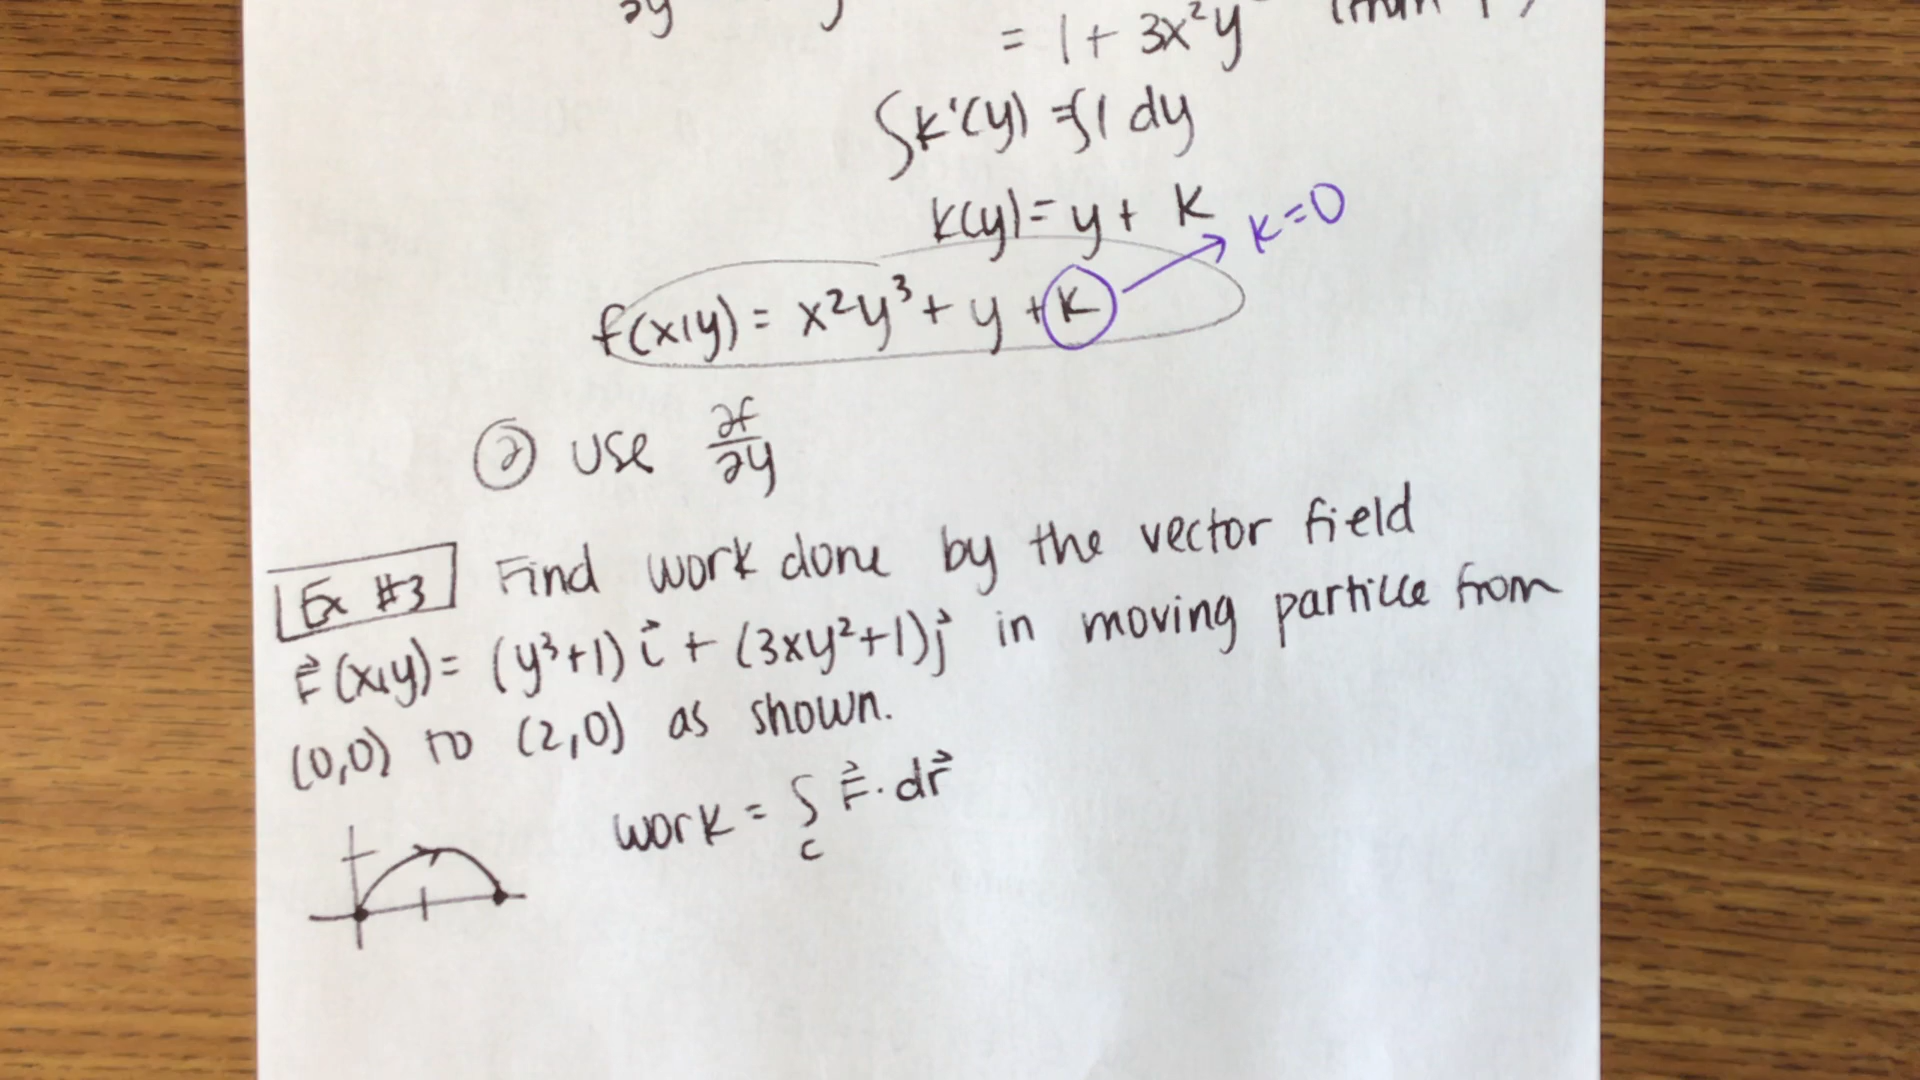 ∂y
= 1 + 3x²y
∫k'(y) = ∫1 dy
k(y) = y + k
k=0
f(x,y) = x²y³ + y + k
② use ∂f/∂y
Ex #3 Find work done by the vector field
F⃗(x,y) = (y³+1) i⃗ + (3xy²+1) j⃗ in moving particle from
(0,0) to (2,0) as shown.
work = ∫c F⃗ · dr⃗